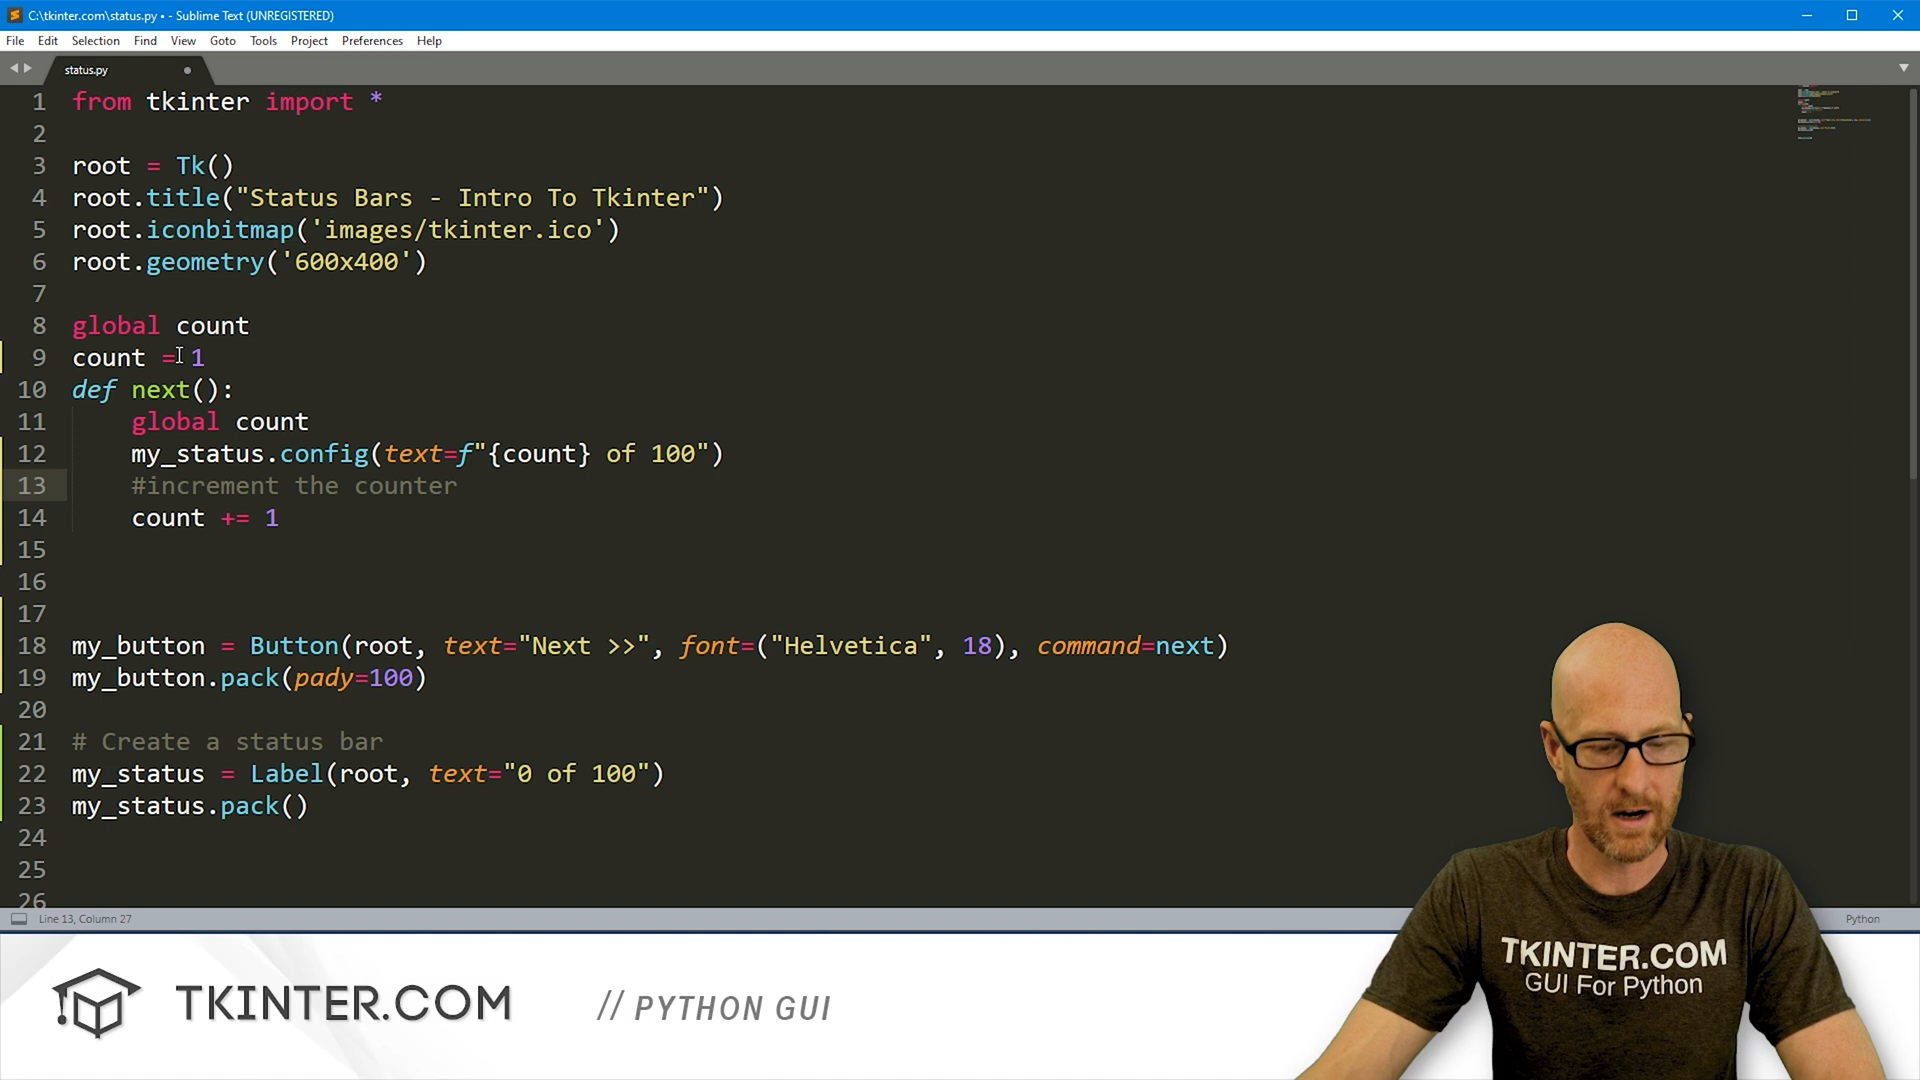 C:\tkinter.com\status.py • - Sublime Text (UNREGISTERED)
File Edit Selection Find View Goto Tools Project Preferences Help
status.py
1 from tkinter import *
2
3 root = Tk()
4 root.title("Status Bars - Intro To Tkinter")
5 root.iconbitmap('images/tkinter.ico')
6 root.geometry('600x400')
7
8 global count
9 count = 1
10 def next():
11 global count
12 my_status.config(text=f"{count} of 100")
13 #increment the counter
14 count += 1
15
16
17
18 my_button = Button(root, text="Next >>", font=("Helvetica", 18), command=next)
19 my_button.pack(pady=100)
20
21 # Create a status bar
22 my_status = Label(root, text="0 of 100")
23 my_status.pack()
24
25
26
Line 13, Column 27
Python
TKINTER.COM
// PYTHON GUI
TKINTER.COM
GUI For Python